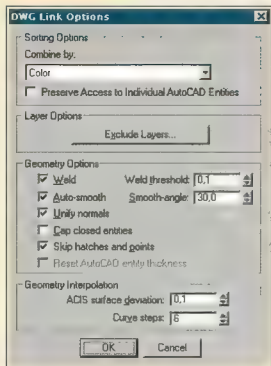 DWG Link Options
Sorting Options
Combine by:
Color
Preserve Access to Individual AutoCAD Entities
Layer Options
Exclude Layers...
Geometry Options
Weld Weld threshold: 0,1
Auto-smooth Smooth-angle: 30,0
Unify normals
Cap closed entities
Skip hatches and points
Reset AutoCAD entity thickness
Geometry Interpolation
ACIS surface deviation: 0,1
Curve steps: 6
OK Cancel